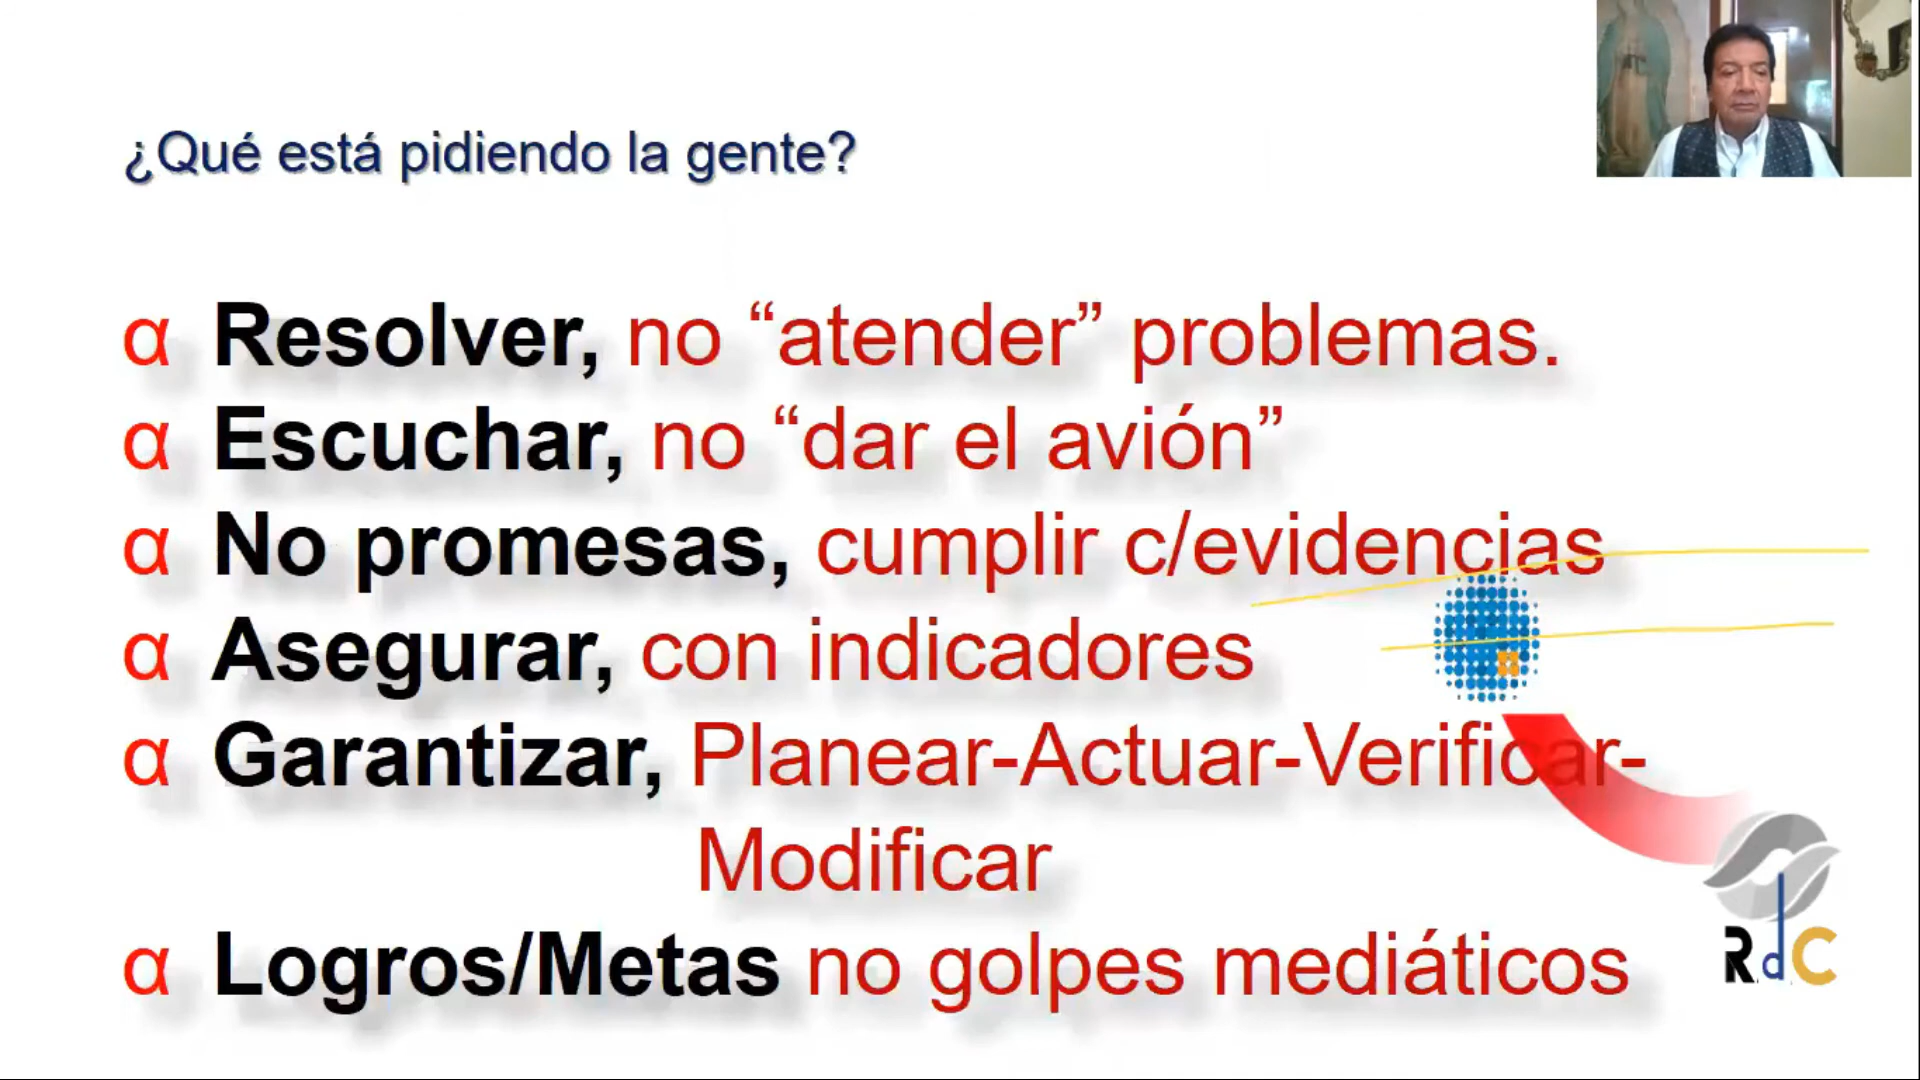 ¿Qué está pidiendo la gente?
α Resolver, no “atender” problemas.
α Escuchar, no “dar el avión”
α No promesas, cumplir c/evidencias
α Asegurar, con indicadores
α Garantizar, Planear-Actuar-Verificar-
Modificar
α Logros/Metas no golpes mediáticos
RdC